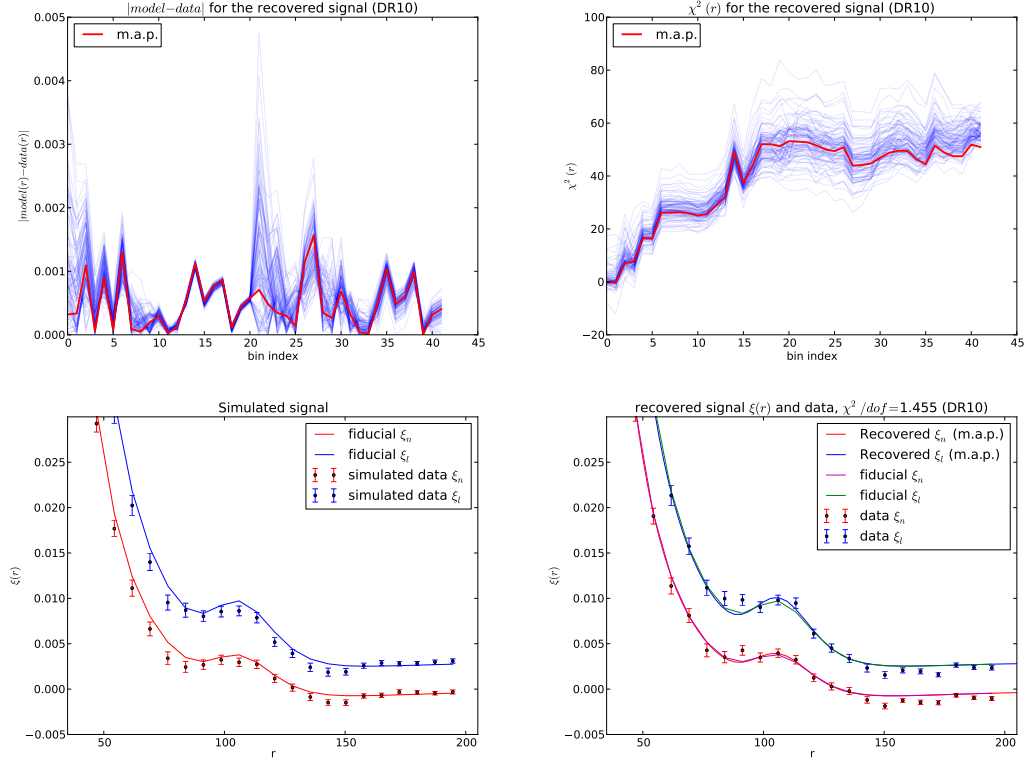 |model−data| for the recovered signal (DR10)
m.a.p.
0.005
0.004
0.003
0.002
0.001
0.000
|model(r)−data(r)|
0 5 10 15 20 25 30 35 40 45
bin index
χ² (r) for the recovered signal (DR10)
m.a.p.
100
80
60
40
20
0
−20
χ² (r)
0 5 10 15 20 25 30 35 40 45
bin index
Simulated signal
fiducial ξn
fiducial ξl
simulated data ξn
simulated data ξl
0.025
0.020
0.015
0.010
0.005
0.000
−0.005
ξ(r)
50 100 150 200
r
recovered signal ξ(r) and data, χ² /dof=1.455 (DR10)
Recovered ξn (m.a.p.)
Recovered ξl (m.a.p.)
fiducial ξn
fiducial ξl
data ξn
data ξl
0.025
0.020
0.015
0.010
0.005
0.000
−0.005
ξ(r)
50 100 150 200
r